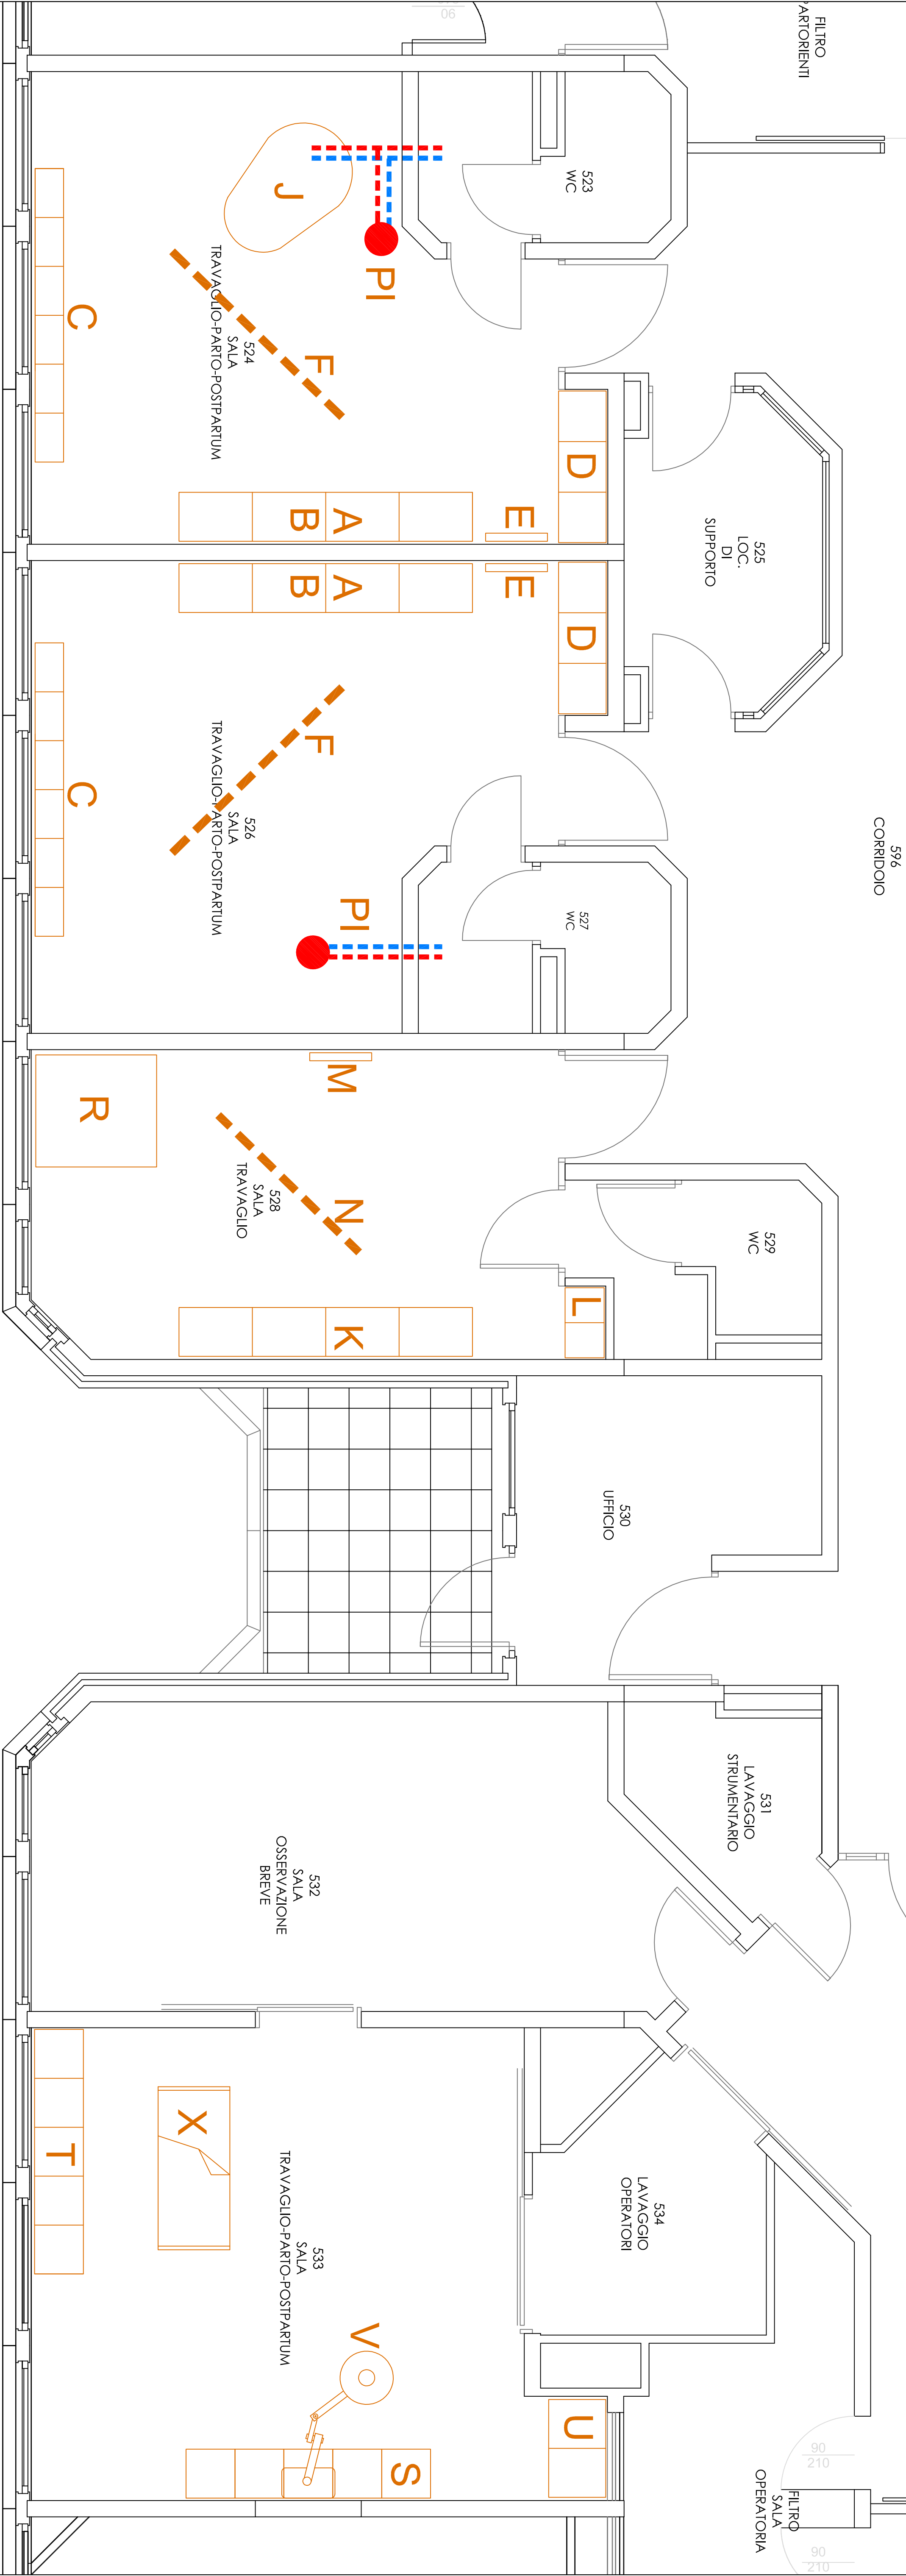 06
FILTRO
PARTORIENTI
523
WC
J
PI
C
524
SALA
TRAVAGLIO-PARTO-POSTPARTUM
F
D
525
LOC.
DI
SUPPORTO
A
B
E
A
B
E
D
F
C
526
SALA
TRAVAGLIO-PARTO-POSTPARTUM
596
CORRIDOIO
PI
527
WC
M
R
528
SALA
TRAVAGLIO
N
529
WC
L
K
530
UFFICIO
531
LAVAGGIO
STRUMENTARIO
532
SALA
OSSERVAZIONE
BREVE
X
T
533
SALA
TRAVAGLIO-PARTO-POSTPARTUM
534
LAVAGGIO
OPERATORI
V
U
S
90
210
FILTRO
SALA
OPERATORIA
90
210